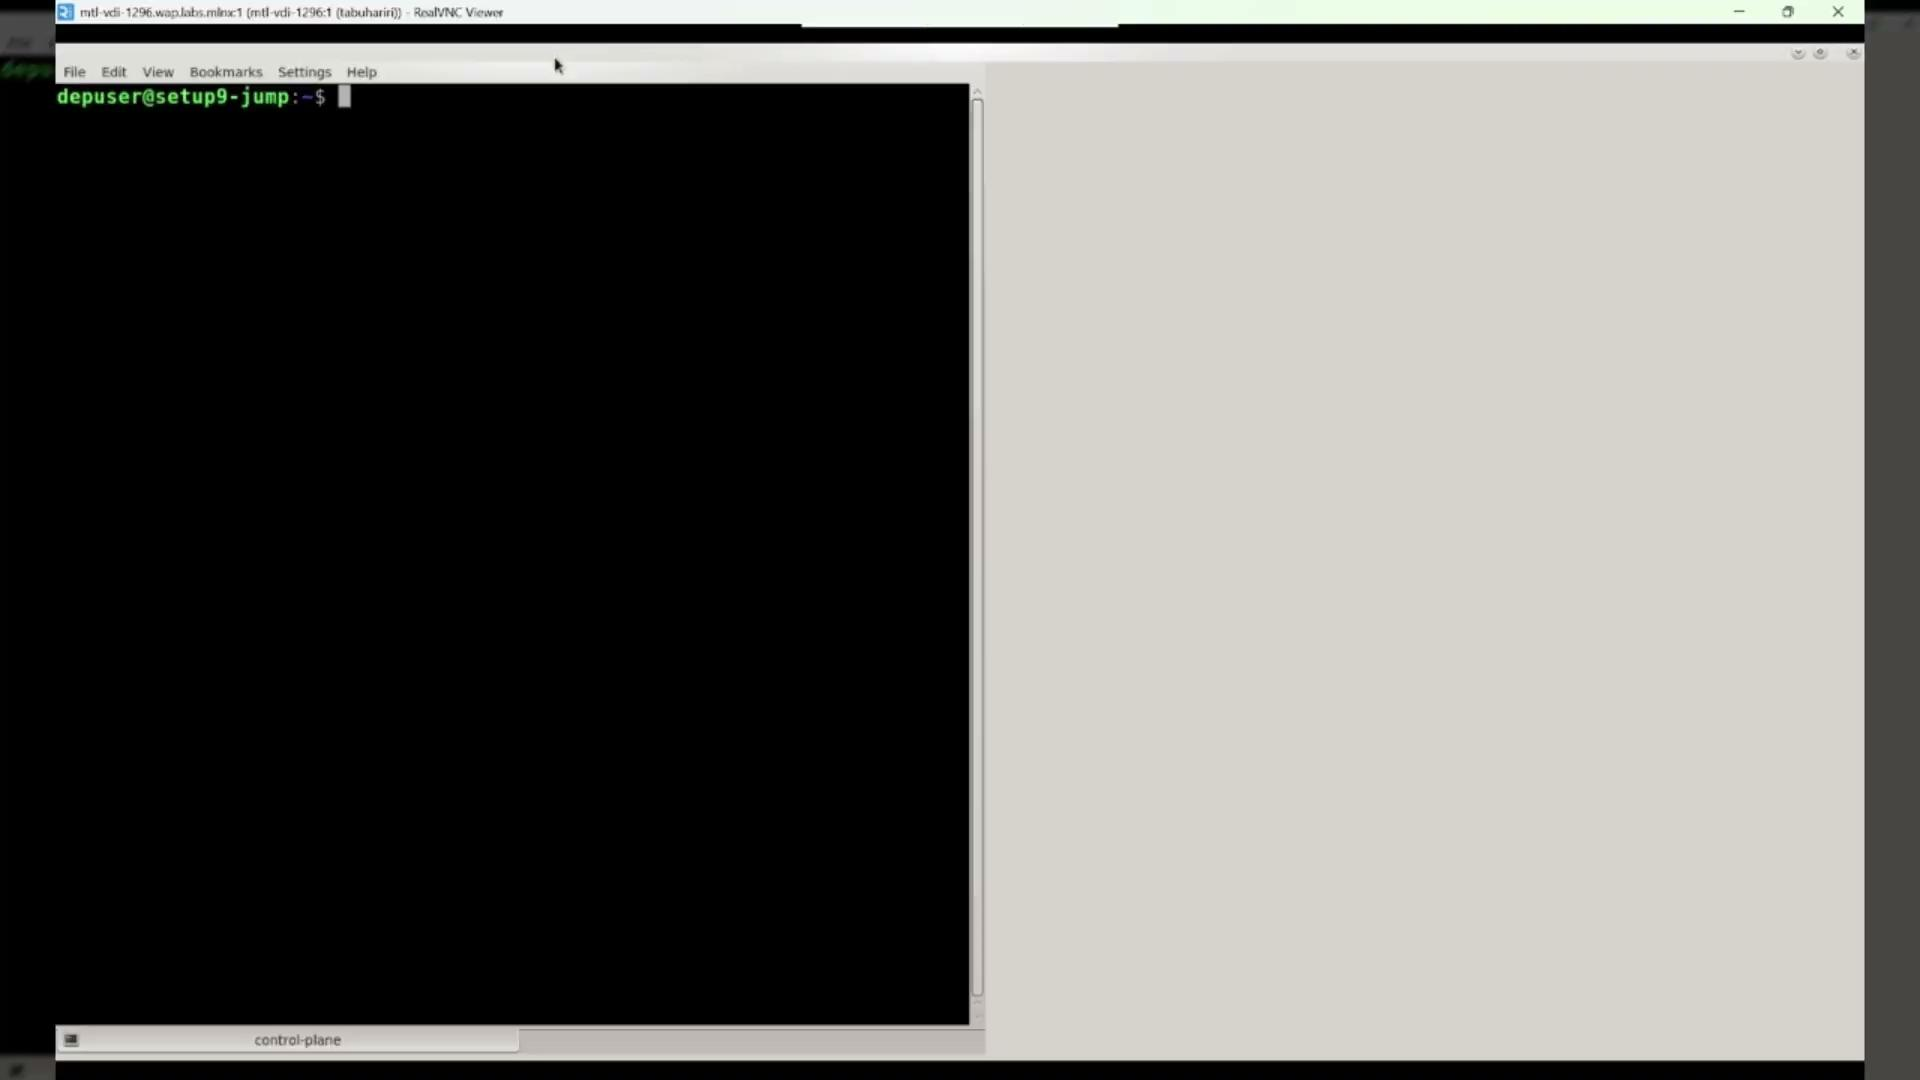 mtl-vdi-1296.wap.labs.mlnx:1 (mtl-vdi-1296:1 (tabuhariri)) - RealVNC Viewer
File Edit View Bookmarks Settings Help
depuser@setup9-jump:~$
control-plane